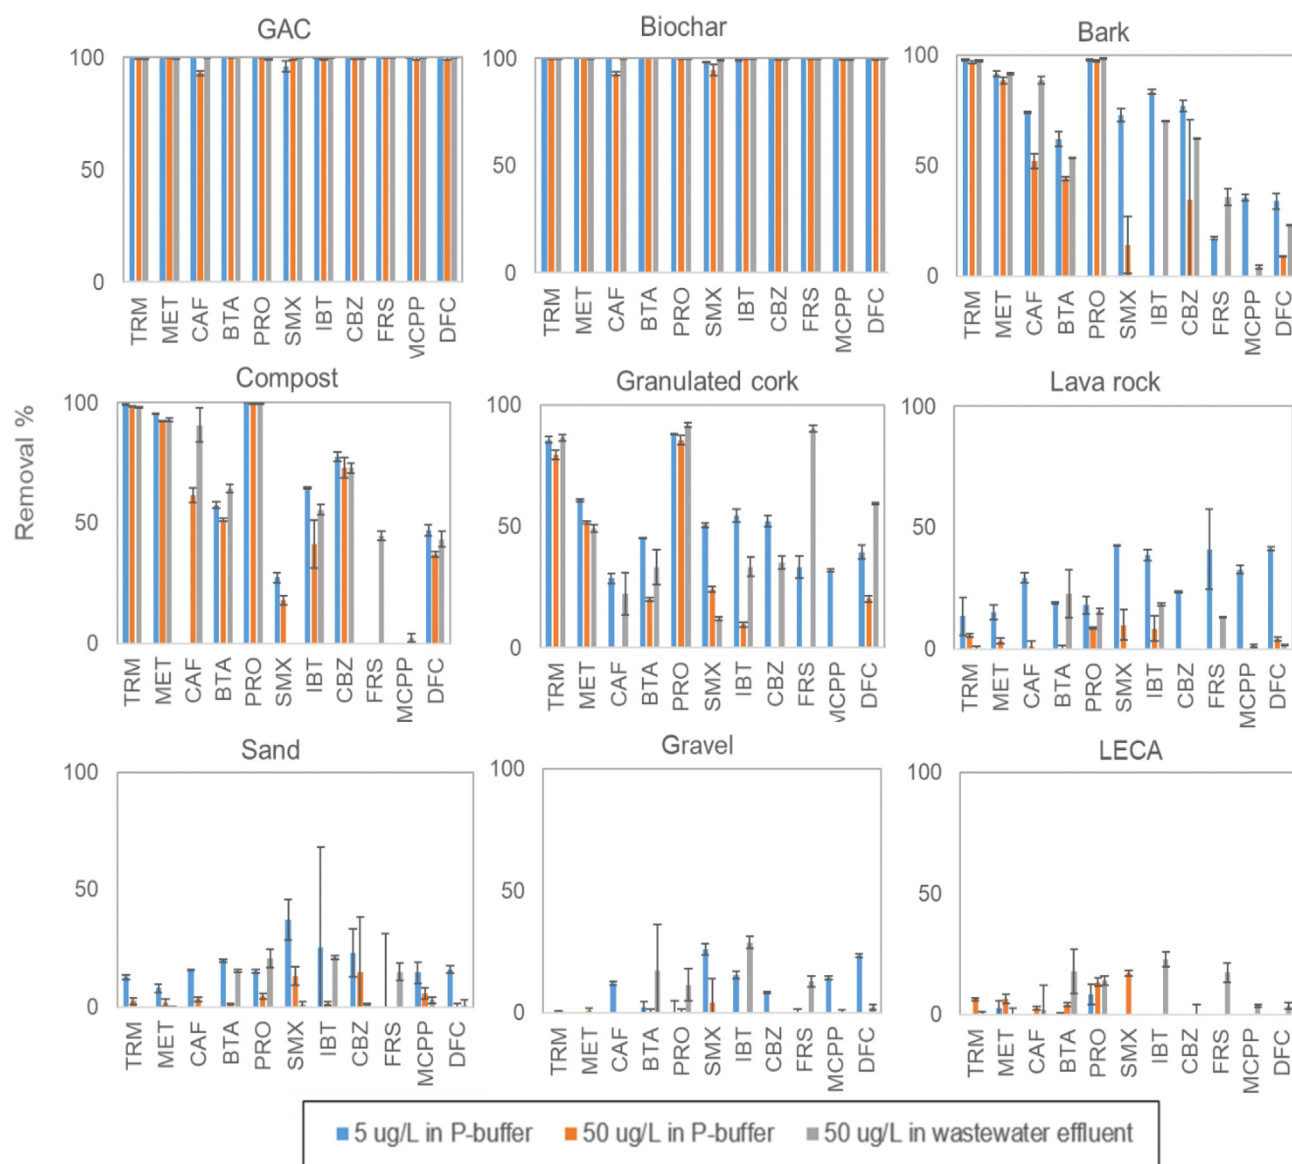 GAC
Biochar
Bark
100
50
0
TRM MET CAF BTA PRO SMX IBT CBZ FRS MCPP DFC
100
50
0
TRM MET CAF BTA PRO SMX IBT CBZ FRS MCPP DFC
100
50
0
TRM MET CAF BTA PRO SMX IBT CBZ FRS MCPP DFC
Removal %
Compost
Granulated cork
Lava rock
100
50
0
TRM MET CAF BTA PRO SMX IBT CBZ FRS MCPP DFC
100
50
0
TRM MET CAF BTA PRO SMX IBT CBZ FRS MCPP DFC
100
50
0
TRM MET CAF BTA PRO SMX IBT CBZ FRS MCPP DFC
Sand
Gravel
LECA
100
50
0
TRM MET CAF BTA PRO SMX IBT CBZ FRS MCPP DFC
100
50
0
TRM MET CAF BTA PRO SMX IBT CBZ FRS MCPP DFC
100
50
0
TRM MET CAF BTA PRO SMX IBT CBZ FRS MCPP DFC
5 ug/L in P-buffer 50 ug/L in P-buffer 50 ug/L in wastewater effluent